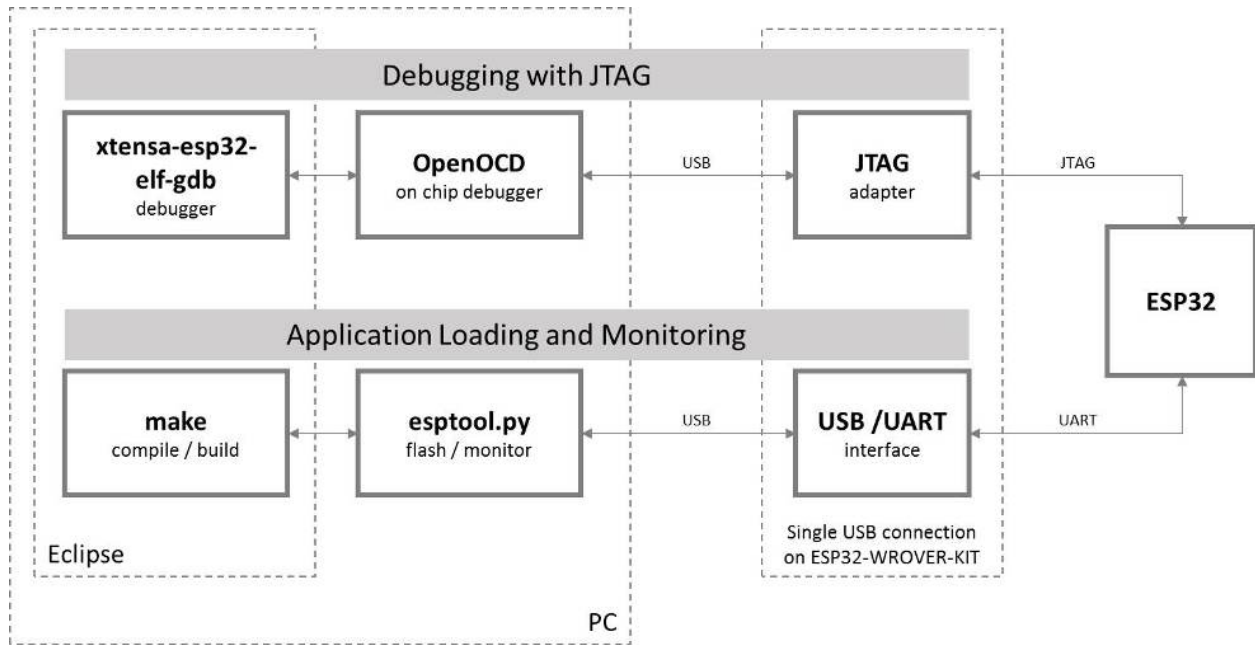 Debugging with JTAG
xtensa-esp32-
elf-gdb
debugger
OpenOCD
on chip debugger
USB
JTAG
adapter
JTAG
ESP32
Application Loading and Monitoring
make
compile / build
esptool.py
flash / monitor
USB
USB /UART
interface
UART
Eclipse
Single USB connection
on ESP32-WROVER-KIT
PC